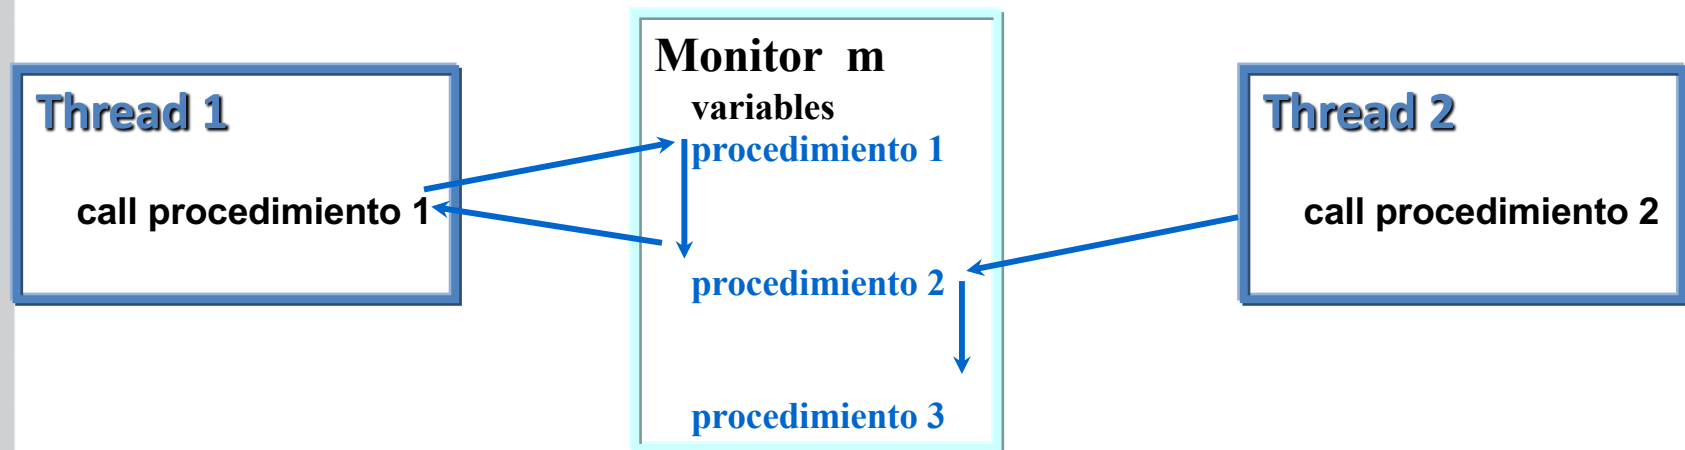 Thread 1
call procedimiento 1
Monitor m
variables
procedimiento 1
procedimiento 2
procedimiento 3
Thread 2
call procedimiento 2